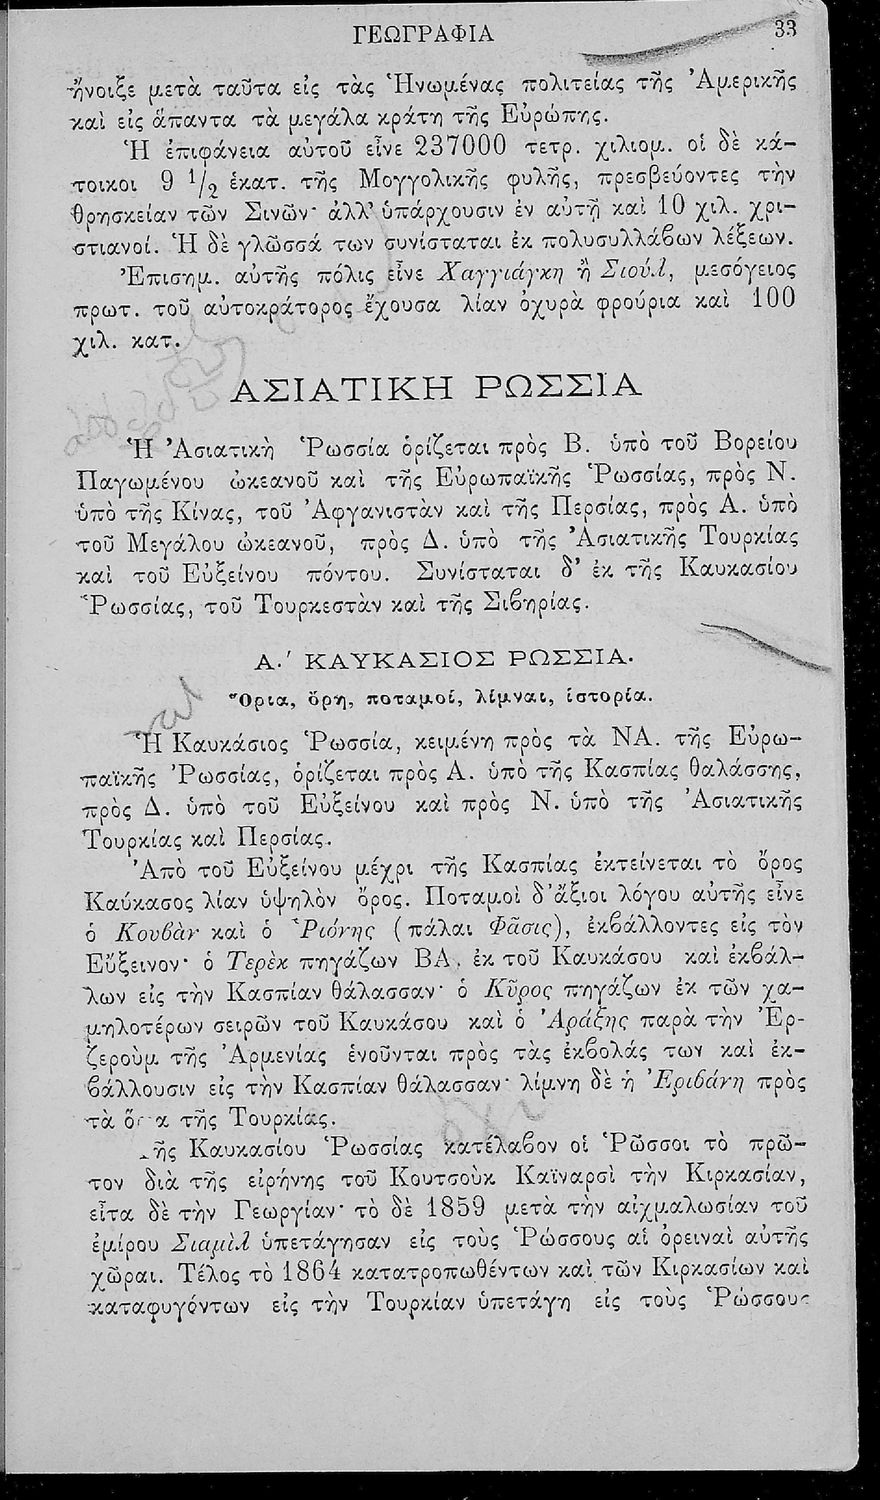 ΓΕΩΓΡΑΦΙΑ 33
ἤνοιξε μετὰ ταῦτα εἰς τὰς Ἡνωμένας πολιτείας τῆς Ἀμερικῆς
καὶ εἰς ἅπαντα τὰ μεγάλα κράτη τῆς Εὐρώπης.
Ἡ ἐπιφάνεια αὐτοῦ εἶνε 237000 τετρ. χιλιομ. οἱ δὲ κά-
τοικοι 9 1/2 ἑκατ. τῆς Μογγολικῆς φυλῆς, πρεσβεύοντες τὴν
θρησκείαν τῶν Σινῶν· ἀλλ' ὑπάρχουσιν ἐν αὐτῇ καὶ 10 χιλ. χρι-
στιανοί. Ἡ δὲ γλῶσσά των συνίσταται ἐκ πολυσυλλάβων λέξεων.
Ἐπισημ. αὐτῆς πόλις εἶνε Χαγγιάγκη ἢ Σιούλ, μεσόγειος
πρωτ. τοῦ αὐτοκράτορος ἔχουσα λίαν ὀχυρὰ φρούρια καὶ 100
χιλ. κατ.
ΑΣΙΑΤΙΚΗ ΡΩΣΣΙΑ
Ἡ Ἀσιατικὴ Ῥωσσία ὁρίζεται πρὸς Β. ὑπὸ τοῦ Βορείου
Παγωμένου ὠκεανοῦ καὶ τῆς Εὐρωπαϊκῆς Ῥωσσίας, πρὸς Ν.
ὑπὸ τῆς Κίνας, τοῦ Ἀφγανιστὰν καὶ τῆς Περσίας, πρὸς Α. ὑπὸ
τοῦ Μεγάλου ὠκεανοῦ, πρὸς Δ. ὑπὸ τῆς Ἀσιατικῆς Τουρκίας
καὶ τοῦ Εὐξείνου πόντου. Συνίσταται δ' ἐκ τῆς Καυκασίου
Ῥωσσίας, τοῦ Τουρκεστὰν καὶ τῆς Σιβηρίας.
Α.' ΚΑΥΚΑΣΙΟΣ ΡΩΣΣΙΑ.
Ὅρια, ὄρη, ποταμοί, λίμναι, ἱστορία.
Ἡ Καυκάσιος Ῥωσσία, κειμένη πρὸς τὰ ΝΑ. τῆς Εὐρω-
παϊκῆς Ῥωσσίας, ὁρίζεται πρὸς Α. ὑπὸ τῆς Κασπίας θαλάσσης,
πρὸς Δ. ὑπὸ τοῦ Εὐξείνου καὶ πρὸς Ν. ὑπὸ τῆς Ἀσιατικῆς
Τουρκίας καὶ Περσίας.
Ἀπὸ τοῦ Εὐξείνου μέχρι τῆς Κασπίας ἐκτείνεται τὸ ὄρος
Καύκασος λίαν ὑψηλὸν ὄρος. Ποταμοὶ δ'ἄξιοι λόγου αὐτῆς εἶνε
ὁ Κουβὰν καὶ ὁ Ῥιόνης (πάλαι Φᾶσις), ἐκβάλλοντες εἰς τὸν
Εὔξεινον· ὁ Τερὲκ πηγάζων ΒΑ. ἐκ τοῦ Καυκάσου καὶ ἐκβάλ-
λων εἰς τὴν Κασπίαν θάλασσαν· ὁ Κῦρος πηγάζων ἐκ τῶν χα-
μηλοτέρων σειρῶν τοῦ Καυκάσου καὶ ὁ Ἀράξης παρὰ τὴν Ἐρ-
ζεροὺμ τῆς Ἀρμενίας ἑνοῦνται πρὸς τὰς ἐκβολάς των καὶ ἐκ-
βάλλουσιν εἰς τὴν Κασπίαν θάλασσαν· λίμνη δὲ ἡ Ἐριβάνη πρὸς
τὰ τῆς Τουρκίας.
τῆς Καυκασίου Ῥωσσίας κατέλαβον οἱ Ῥῶσσοι τὸ πρῶ-
τον διὰ τῆς εἰρήνης τοῦ Κουτσοὺκ Καϊναρσὶ τὴν Κιρκασίαν,
εἶτα δὲ τὴν Γεωργίαν· τὸ δὲ 1859 μετὰ τὴν αἰχμαλωσίαν τοῦ
ἐμίρου Σιαμὶλ ὑπετάγησαν εἰς τοὺς Ῥώσσους αἱ ὀρειναὶ αὐτῆς
χῶραι. Τέλος τὸ 1864 κατατροπωθέντων καὶ τῶν Κιρκασίων καὶ
καταφυγόντων εἰς τὴν Τουρκίαν ὑπετάγη εἰς τοὺς Ῥώσσους